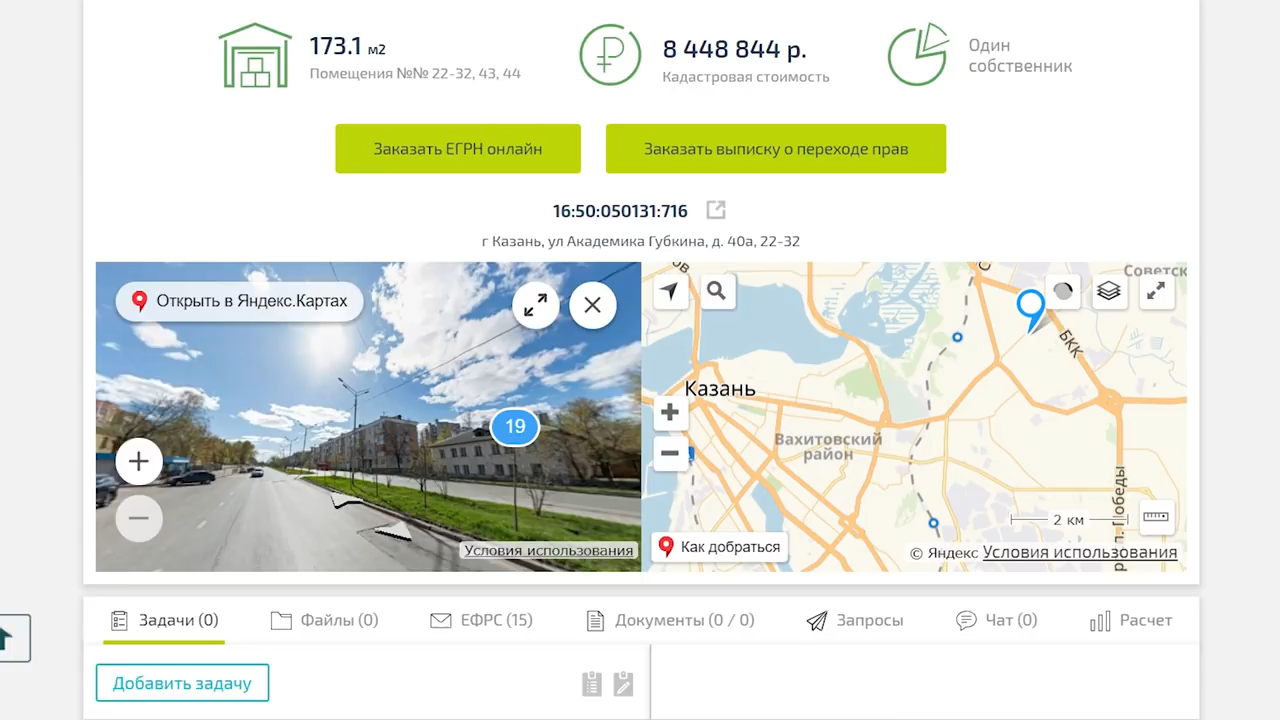 173.1 м2
Помещения №№ 22-32, 43, 44
8 448 844 р.
Кадастровая стоимость
Один
собственник
Заказать ЕГРН онлайн
Заказать выписку о переходе прав
16:50:050131:716
г Казань, ул Академика Губкина, д. 40а, 22-32
Открыть в Яндекс.Картах
19
Условия использования
Советск
БКК
Казань
Вахитовский
район
Победы
2 км
Как добраться
© Яндекс Условия использования
Задачи (0)
Файлы (0)
ЕФРС (15)
Документы (0 / 0)
Запросы
Чат (0)
Расчет
Добавить задачу